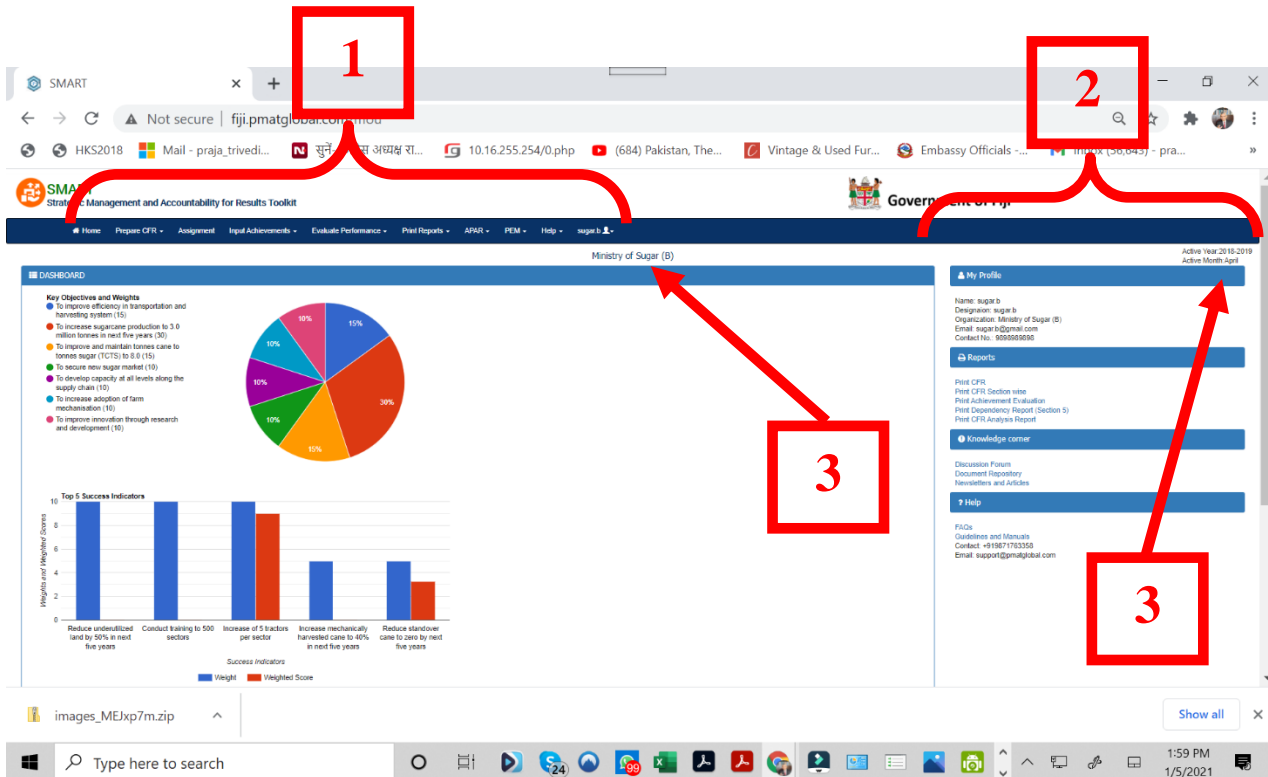 1
2
SMART
Not secure | fiji.pmatglobal.com/mou
HKS2018
Mail - praja_trivedi...
सुनें,
अध्यक्ष रा...
10.16.255.254/0.php
(684) Pakistan, The...
Vintage & Used Fur...
Embassy Officials -...
Inbox (56,643) - pra...
»
SMART
Strategic Management and Accountability for Results Toolkit
Government of Fiji
Home
Prepare CFR
Assignment
Input Achievements
Evaluate Performance
Print Reports
APAR
PEM
Help
sugar.b
Ministry of Sugar (B)
Active Year:2018-2019
Active Month:April
DASHBOARD
Key Objectives and Weights
To improve efficiency in transportation and
harvesting system (15)
To increase sugarcane production to 3.0
million tonnes in next five years (30)
To improve and maintain tonnes cane to
tonnes sugar (TCTS) to 8.0 (15)
To secure new sugar market (10)
To develop capacity at all levels along the
supply chain (10)
To increase adoption of farm
mechanisation (10)
To improve innovation through research
and development (10)
15%
30%
15%
10%
10%
10%
10%
3
Top 5 Success Indicators
Weights and Weighted Scores
10
8
6
4
2
0
Reduce underutilized
land by 50% in next
five years
Conduct training to 500
sectors
Increase of 5 tractors
per sector
Increase mechanically
harvested cane to 40%
in next five years
Reduce standover
cane to zero by next
five years
Success Indicators
Weight
Weighted Score
My Profile
Name: sugar.b
Designaion: sugar.b
Organization: Ministry of Sugar (B)
Email: sugar.b@gmail.com
Contact No.: 9898989898
Reports
Print CFR
Print CFR Section wise
Print Achievement Evaluation
Print Dependency Report (Section 5)
Print CFR Analysis Report
Knowledge corner
Discussion Forum
Document Repository
Newsletters and Articles
? Help
FAQs
Guidelines and Manuals
Contact: +919871763358
Email: support@pmatglobal.com
3
images_MEJxp7m.zip
Show all
Type here to search
24
99
1:59 PM
1/5/2021